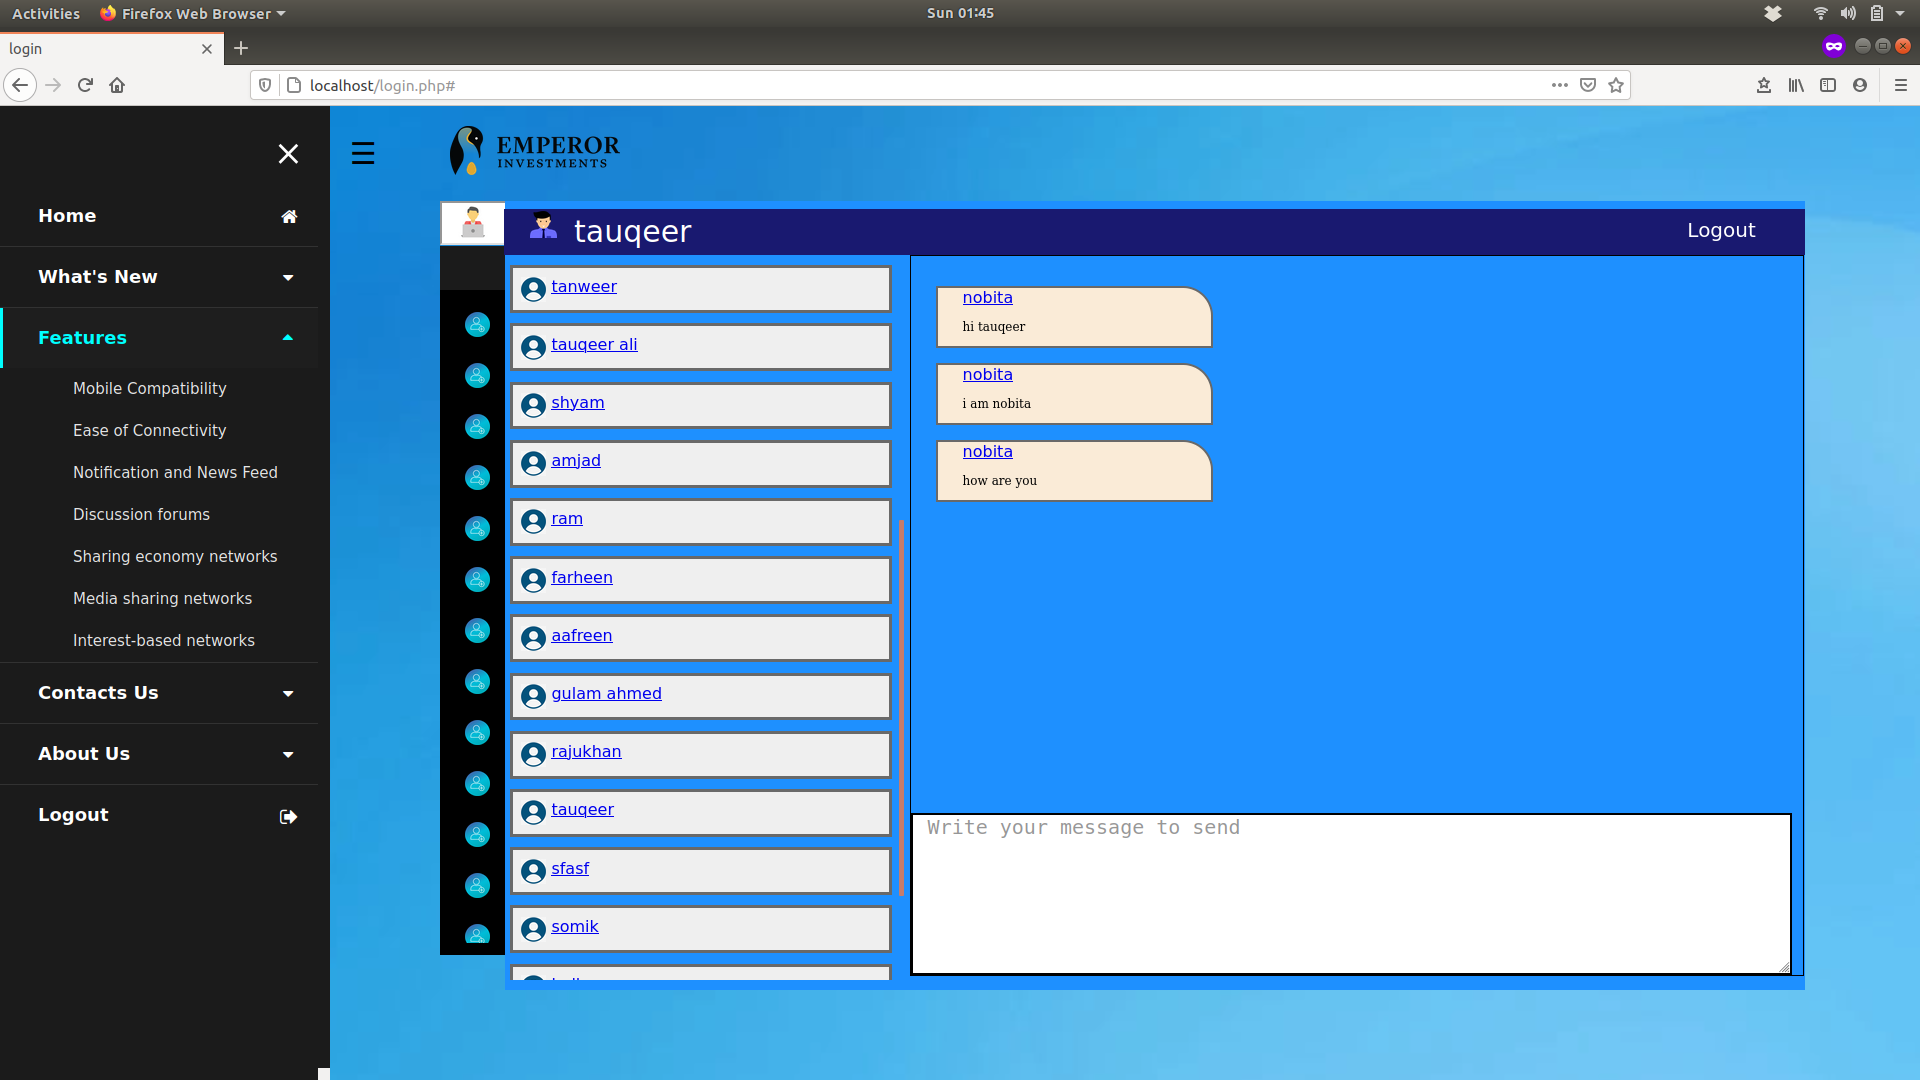 Activities
Firefox Web Browser
Sun 01:45
login
localhost/login.php#
EMPEROR
INVESTMENTS
Home
What's New
Features
Mobile Compatibility
Ease of Connectivity
Notification and News Feed
Discussion forums
Sharing economy networks
Media sharing networks
Interest-based networks
Contacts Us
About Us
Logout
tauqeer
Logout
tanweer
tauqeer ali
shyam
amjad
ram
farheen
aafreen
gulam ahmed
rajukhan
tauqeer
sfasf
somik
nobita
hi tauqeer
nobita
i am nobita
nobita
how are you
Write your message to send